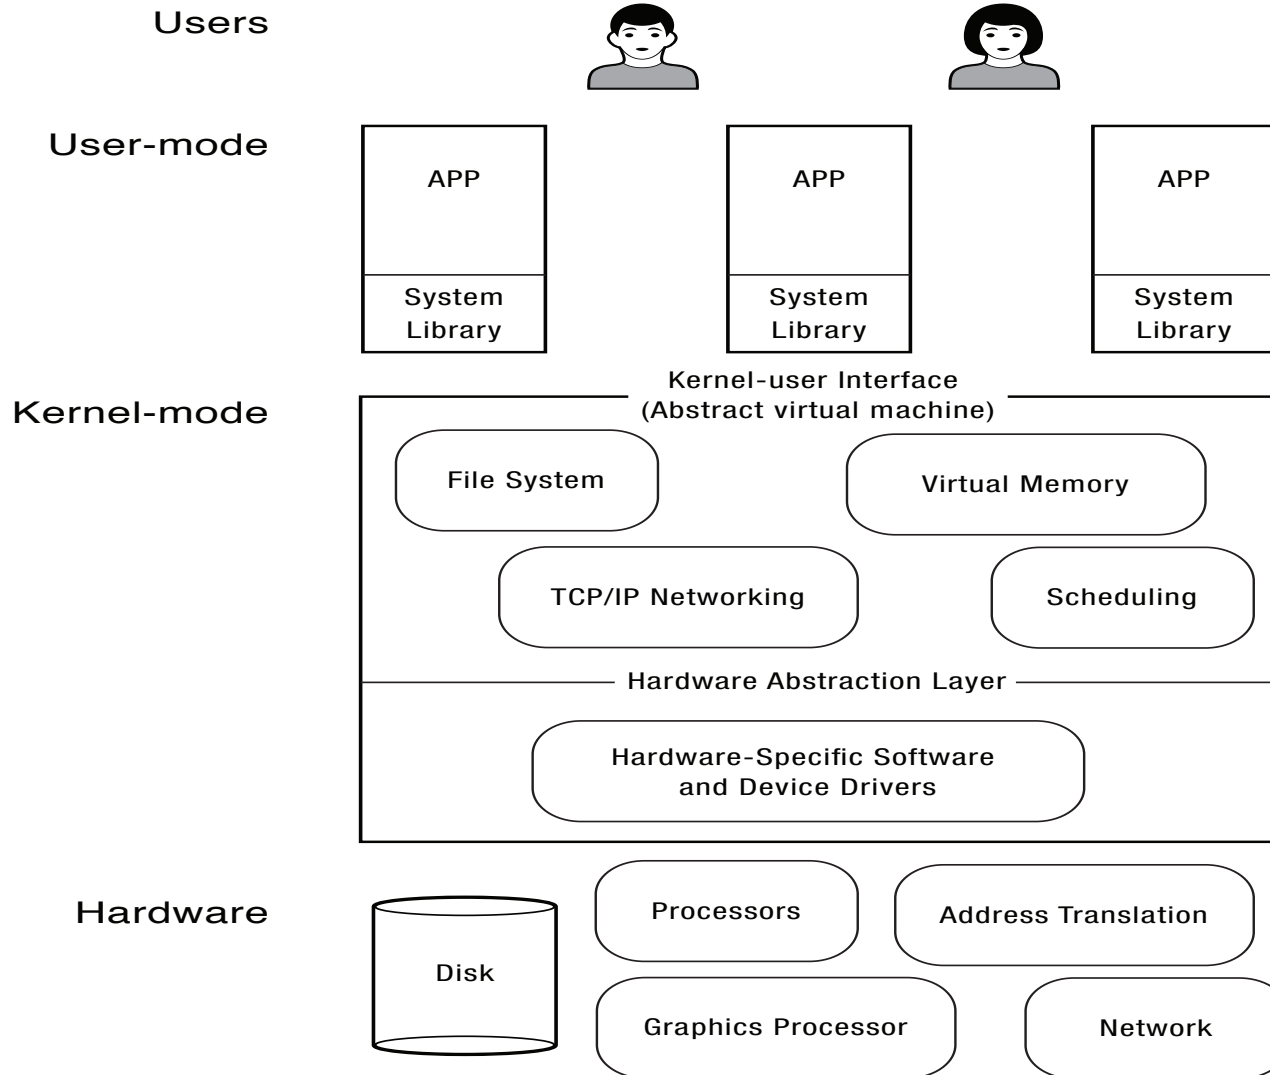 Users
User-mode
APP
APP
APP
System
Library
System
Library
System
Library
Kernel-mode
Kernel-user Interface
(Abstract virtual machine)
File System
Virtual Memory
TCP/IP Networking
Scheduling
Hardware Abstraction Layer
Hardware-Specific Software
and Device Drivers
Hardware
Disk
Processors
Address Translation
Graphics Processor
Network